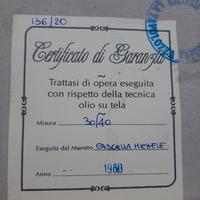 136/20
Certificato di Garanzia
Trattasi di opera eseguita
con rispetto della tecnica
olio su tela
Misura 30/40
Eseguita dal Maestro CASCELLA MICHELE
Anno 1960